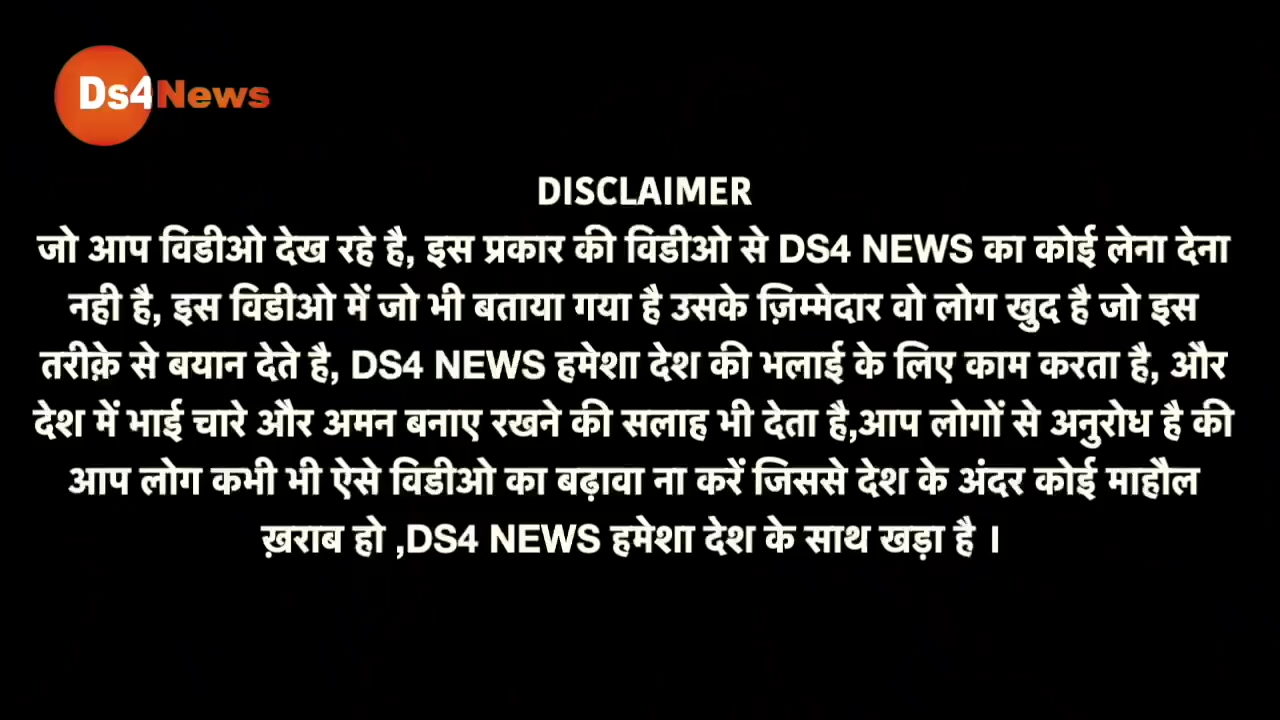 Ds4News
DISCLAIMER
जो आप विडीओ देख रहे है, इस प्रकार की विडीओ से DS4 NEWS का कोई लेना देना
नही है, इस विडीओ में जो भी बताया गया है उसके ज़िम्मेदार वो लोग खुद है जो इस
तरीक़े से बयान देते है, DS4 NEWS हमेशा देश की भलाई के लिए काम करता है, और
देश में भाई चारे और अमन बनाए रखने की सलाह भी देता है,आप लोगों से अनुरोध है की
आप लोग कभी भी ऐसे विडीओ का बढ़ावा ना करें जिससे देश के अंदर कोई माहौल
ख़राब हो ,DS4 NEWS हमेशा देश के साथ खड़ा है ।